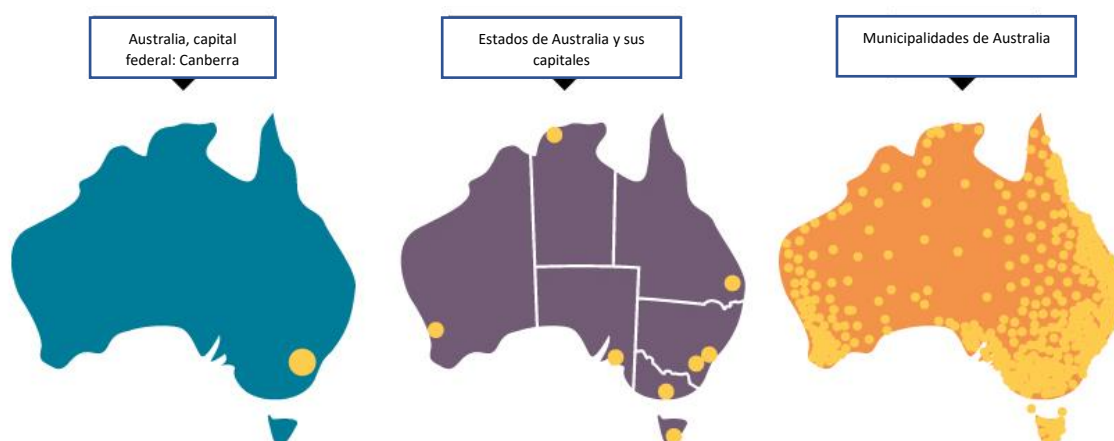 Australia, capital
federal: Canberra
Estados de Australia y sus
capitales
Municipalidades de Australia